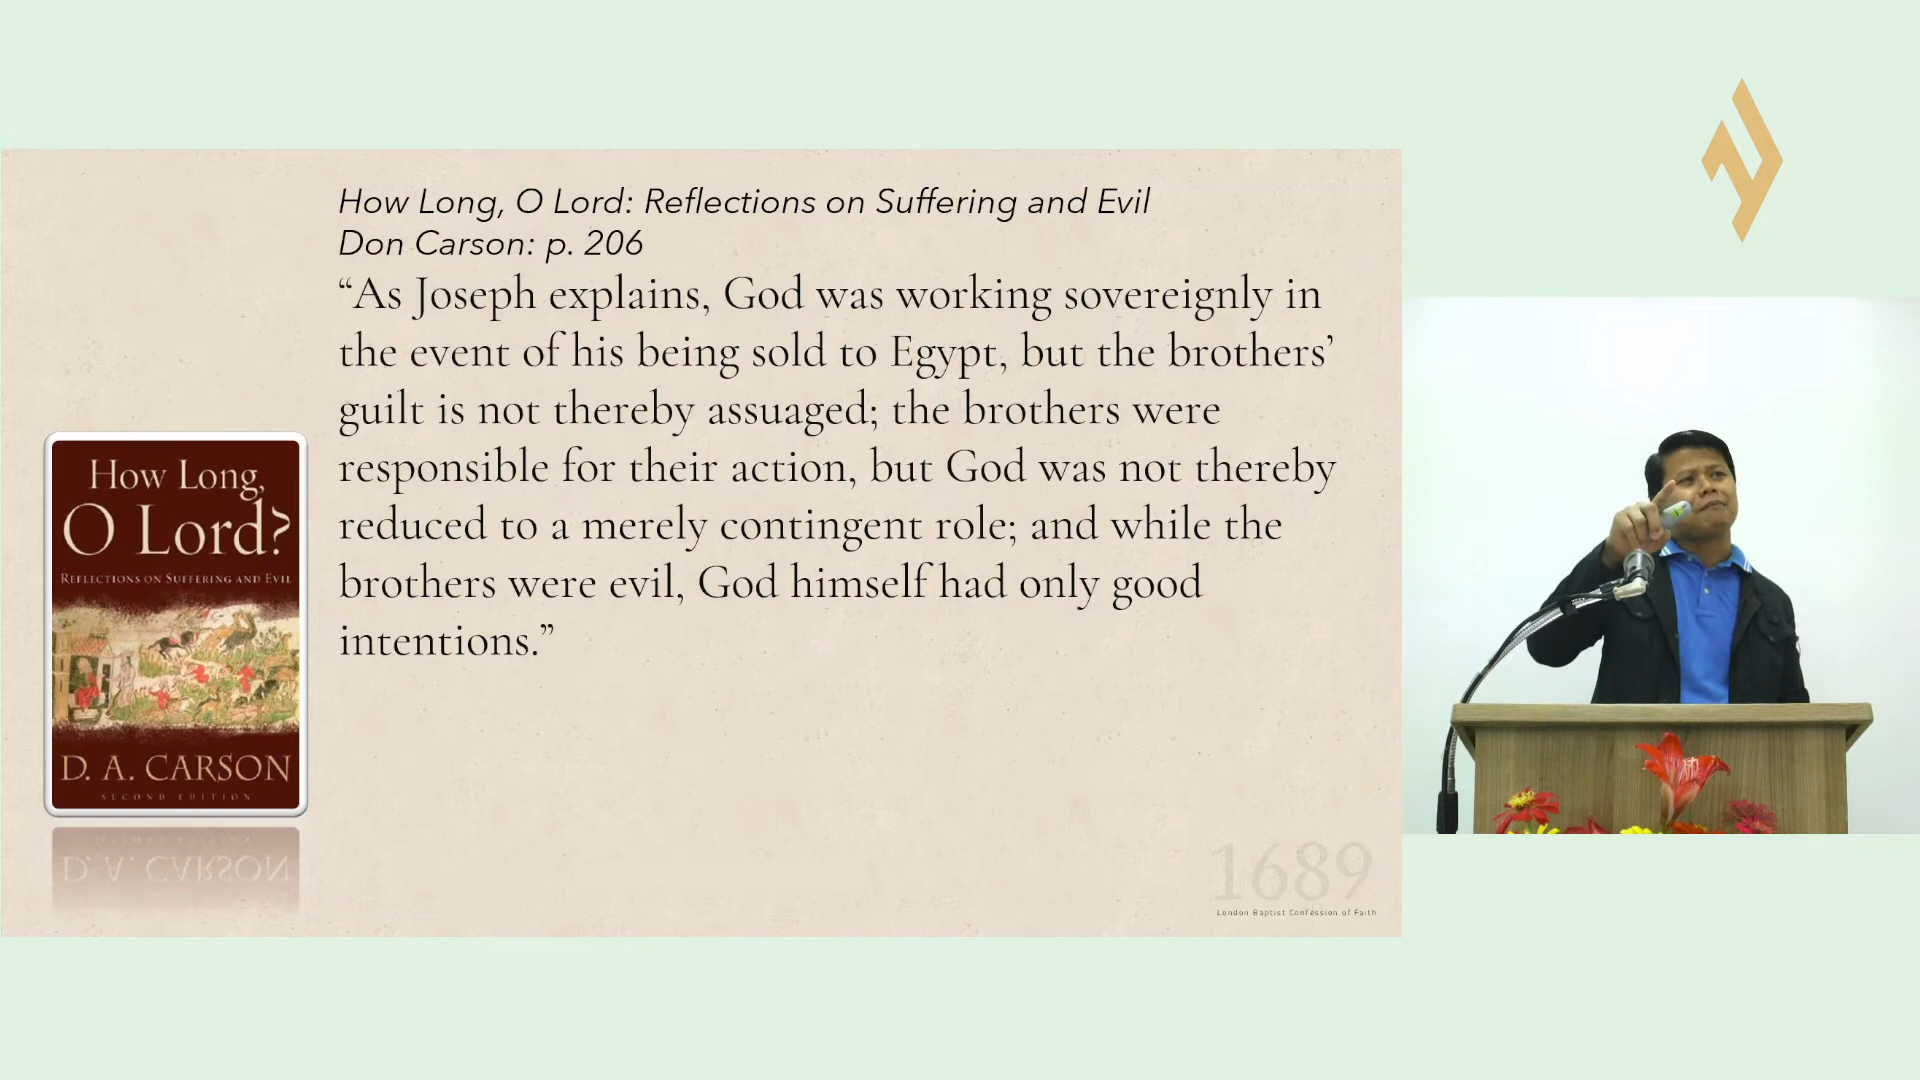 How Long, O Lord: Reflections on Suffering and Evil
Don Carson: p. 206
“As Joseph explains, God was working sovereignly in
the event of his being sold to Egypt, but the brothers’
guilt is not thereby assuaged; the brothers were
responsible for their action, but God was not thereby
reduced to a merely contingent role; and while the
brothers were evil, God himself had only good
intentions.”
How Long,
O Lord?
REFLECTIONS ON SUFFERING AND EVIL
D. A. CARSON
SECOND EDITION
D. A. CARSON
1689
London Baptist Confession of Faith